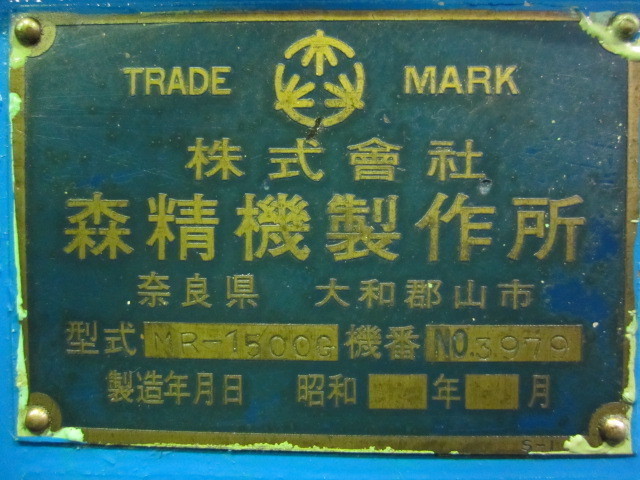 TRADE MARK
株式會社
森精機製作所
奈良県 大和郡山市
型式 MR-1500G 機番 NO.3979
製造年月日 昭和 年 月
S-1